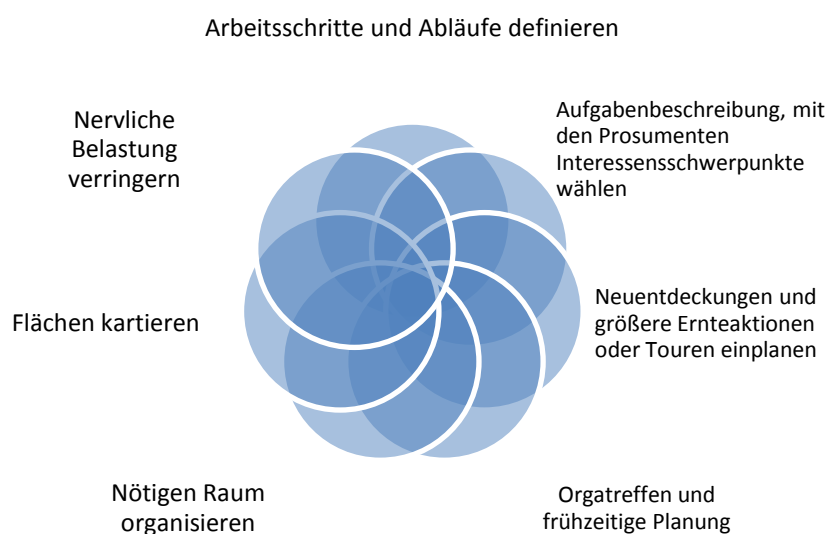 Arbeitsschritte und Abläufe definieren
Aufgabenbeschreibung, mit
den Prosumenten
Interessensschwerpunkte
wählen
Neuentdeckungen und
größere Ernteaktionen
oder Touren einplanen
Orgatreffen und
frühzeitige Planung
Nötigen Raum
organisieren
Flächen kartieren
Nervliche
Belastung
verringern